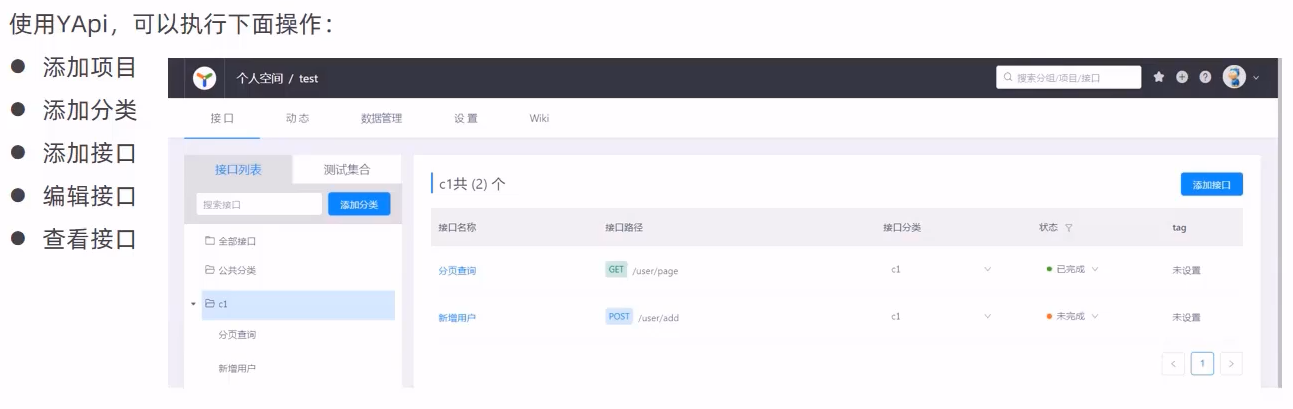 使用YApi，可以执行下面操作：
● 添加项目
● 添加分类
● 添加接口
● 编辑接口
● 查看接口
个人空间 / test
搜索分组/项目/接口
接口 动态 数据管理 设置 Wiki
接口列表 测试集合
搜索接口 添加分类
全部接口
公共分类
c1
分页查询
新增用户
c1共 (2) 个 添加接口
接口名称 接口路径 接口分类 状态 tag
分页查询 GET /user/page c1 已完成 未设置
新增用户 POST /user/add c1 未完成 未设置
< 1 >